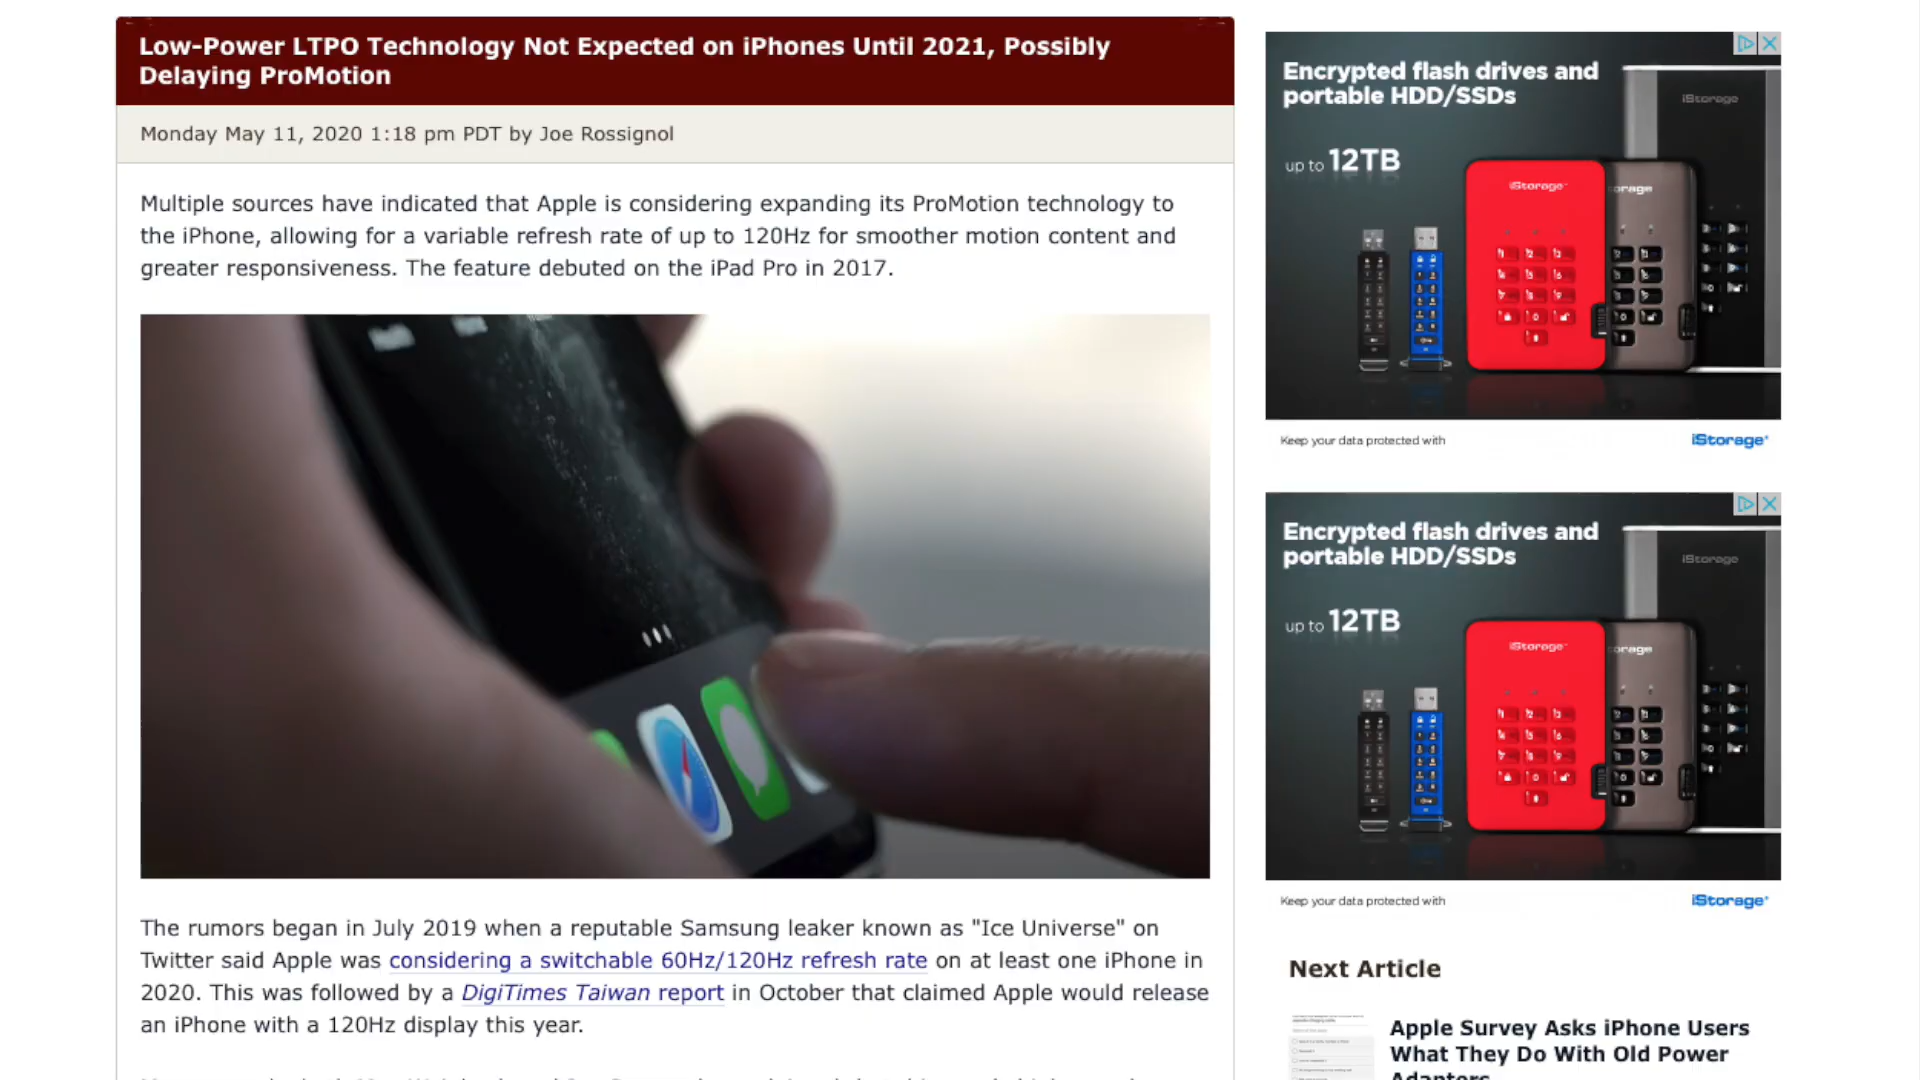 Low-Power LTPO Technology Not Expected on iPhones Until 2021, Possibly
Delaying ProMotion
Monday May 11, 2020 1:18 pm PDT by Joe Rossignol
Multiple sources have indicated that Apple is considering expanding its ProMotion technology to
the iPhone, allowing for a variable refresh rate of up to 120Hz for smoother motion content and
greater responsiveness. The feature debuted on the iPad Pro in 2017.
The rumors began in July 2019 when a reputable Samsung leaker known as "Ice Universe" on
Twitter said Apple was considering a switchable 60Hz/120Hz refresh rate on at least one iPhone in
2020. This was followed by a DigiTimes Taiwan report in October that claimed Apple would release
an iPhone with a 120Hz display this year.
Encrypted flash drives and
portable HDD/SSDs
up to 12TB
iStorage
iStorage
Keep your data protected with iStorage
Encrypted flash drives and
portable HDD/SSDs
up to 12TB
iStorage
iStorage
Keep your data protected with iStorage
Next Article
Apple Survey Asks iPhone Users
What They Do With Old Power